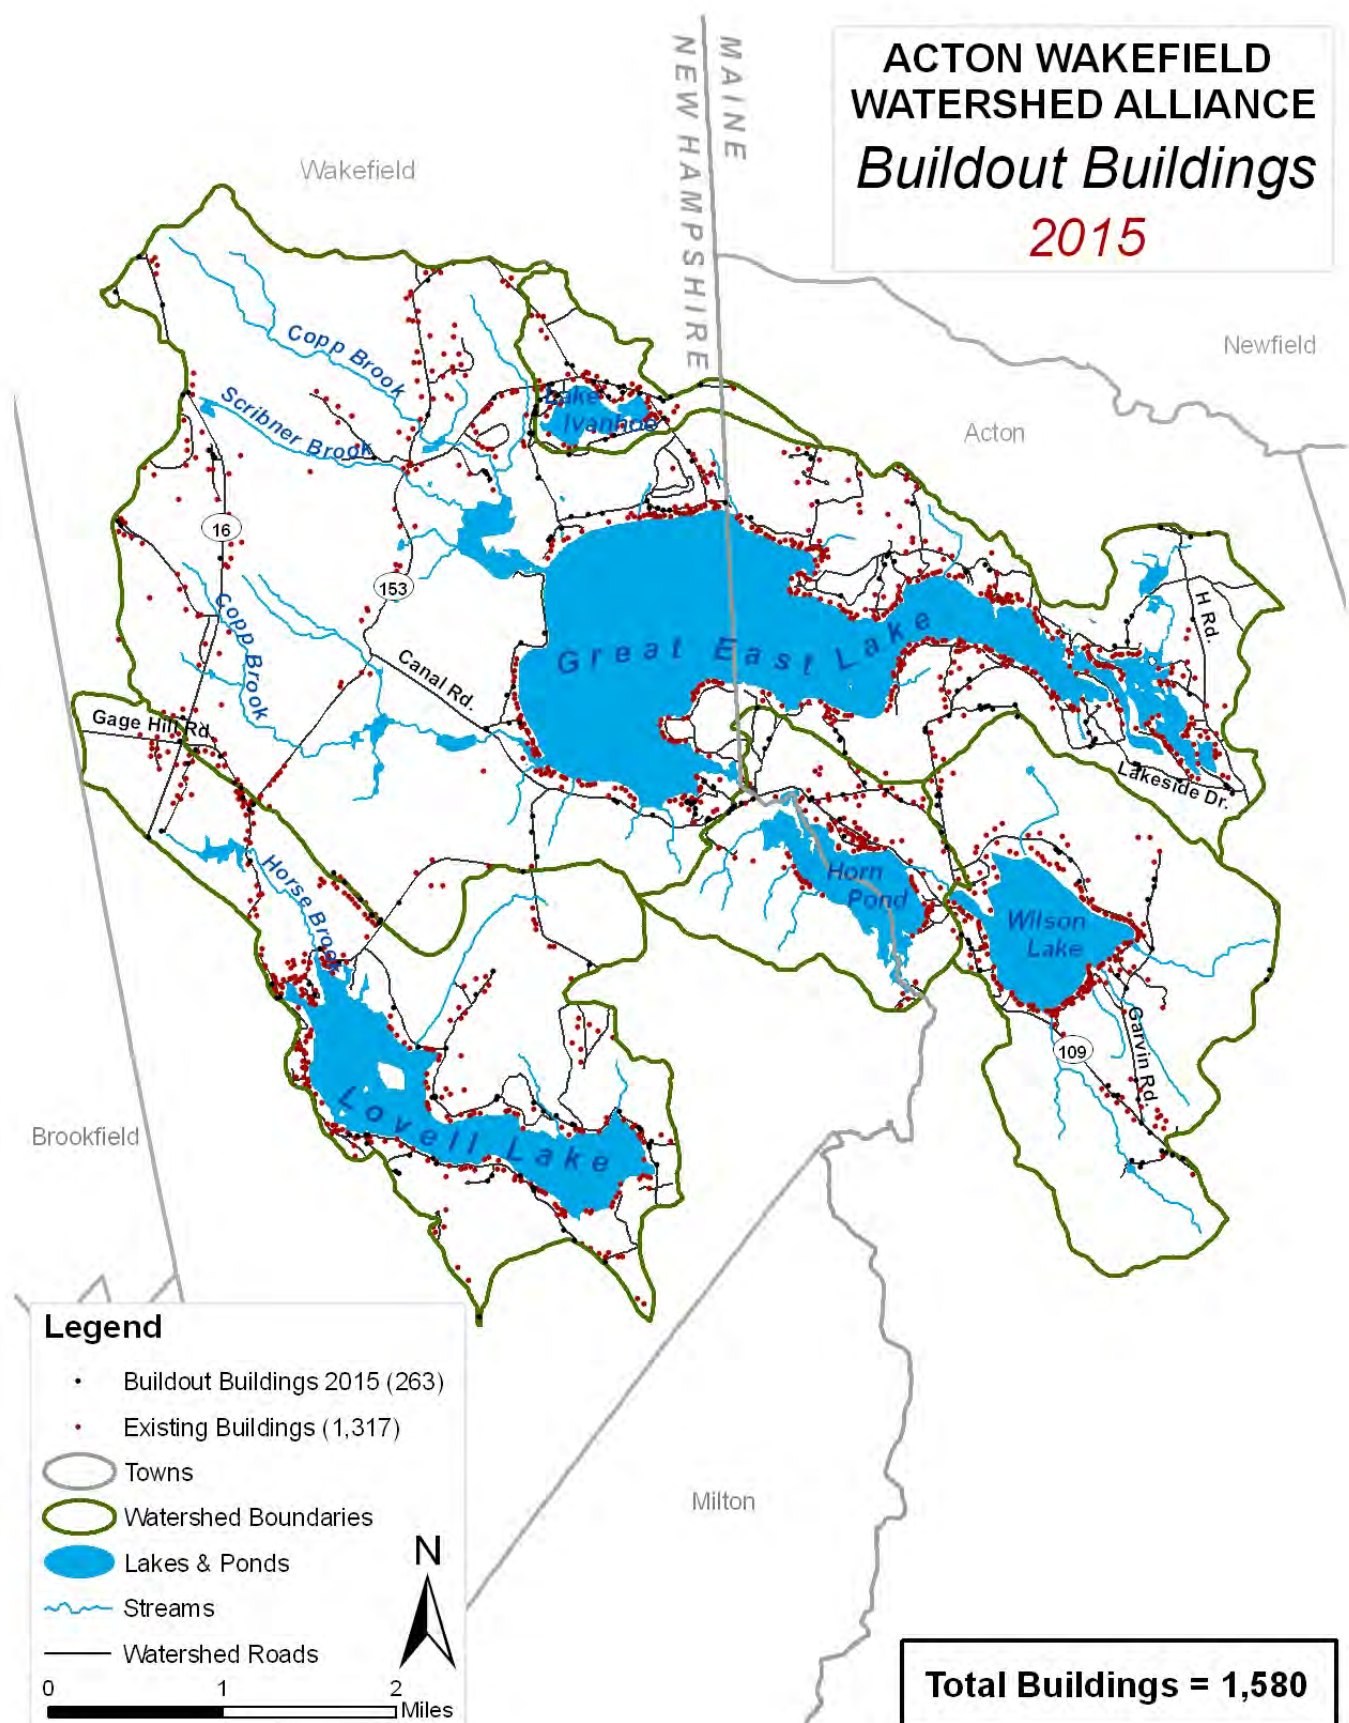 ACTON WAKEFIELD
WATERSHED ALLIANCE
Buildout Buildings
2015
MAINE
NEW HAMPSHIRE
Wakefield
Newfield
Acton
Copp Brook
Scribner Brook
Lake
Ivanhoe
16
153
H Rd.
Copp Brook
Great East Lake
Canal Rd.
Gage Hill Rd.
Lakeside Dr.
Horse Brook
Horn
Pond
Wilson
Lake
Garvin Rd.
109
Lovell Lake
Brookfield
Milton
Legend
Buildout Buildings 2015 (263)
Existing Buildings (1,317)
Towns
Watershed Boundaries
Lakes & Ponds
Streams
Watershed Roads
N
0 1 2
Miles
Total Buildings = 1,580